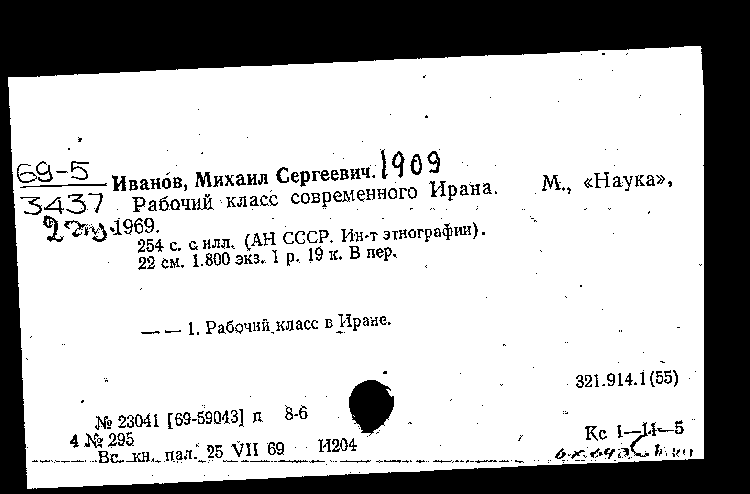 69-5
3437
Иванов, Михаил Сергеевич. 1909
Рабочий класс современного Ирана. М., «Наука»,
1969.
254 с. с илл. (АН СССР. Ин-т этнографии).
22 см. 1.800 экз. 1 р. 19 к. В пер.
— — 1. Рабочий класс в Иране.
321.914.1(55)
№ 23041 [69-59043] п 8-6
4 № 295
Вс. кн. пал. 25 VII 69 И204
Кс 1—И—5